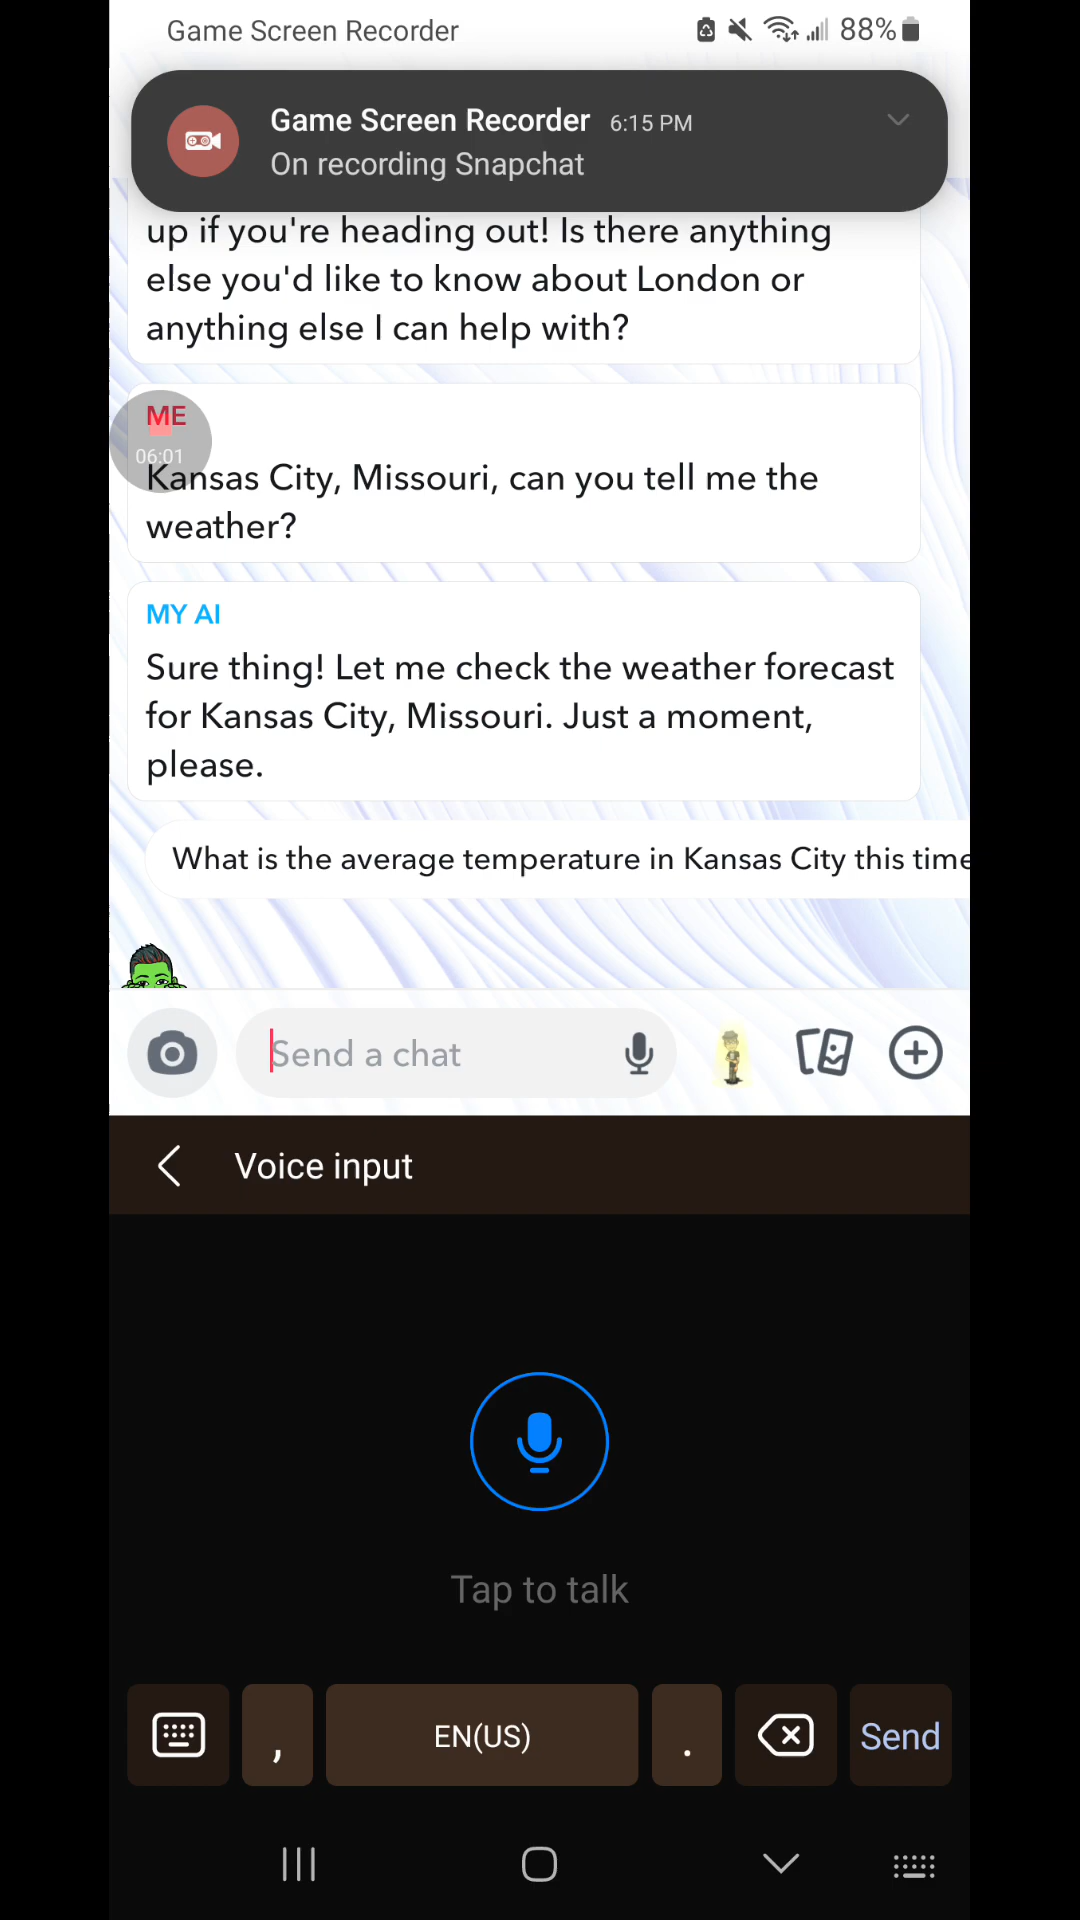 Game Screen Recorder
88%
Game Screen Recorder 6:15 PM
On recording Snapchat
up if you're heading out! Is there anything
else you'd like to know about London or
anything else I can help with?
ME
06:01
Kansas City, Missouri, can you tell me the
weather?
MY AI
Sure thing! Let me check the weather forecast
for Kansas City, Missouri. Just a moment,
please.
What is the average temperature in Kansas City this time
Send a chat
Voice input
Tap to talk
, EN(US) . Send